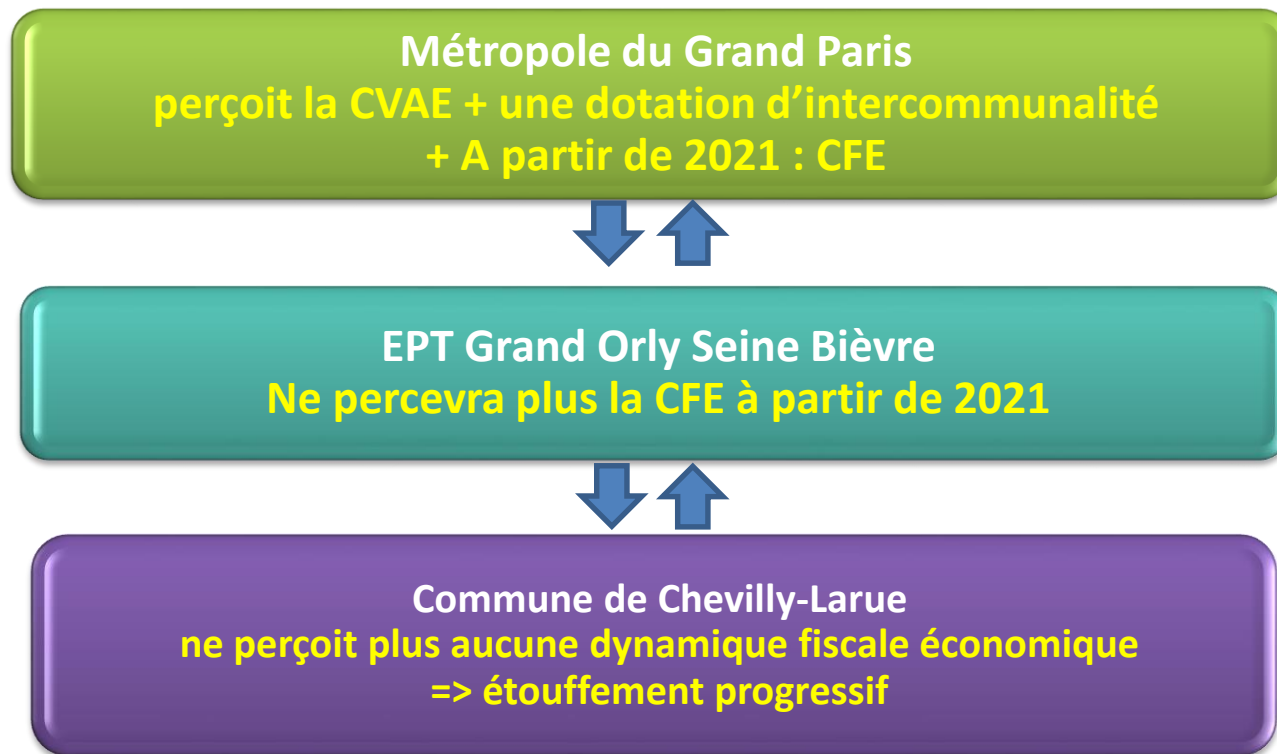 Métropole du Grand Paris
perçoit la CVAE + une dotation d’intercommunalité
+ A partir de 2021 : CFE
EPT Grand Orly Seine Bièvre
Ne percevra plus la CFE à partir de 2021
Commune de Chevilly-Larue
ne perçoit plus aucune dynamique fiscale économique
=> étouffement progressif